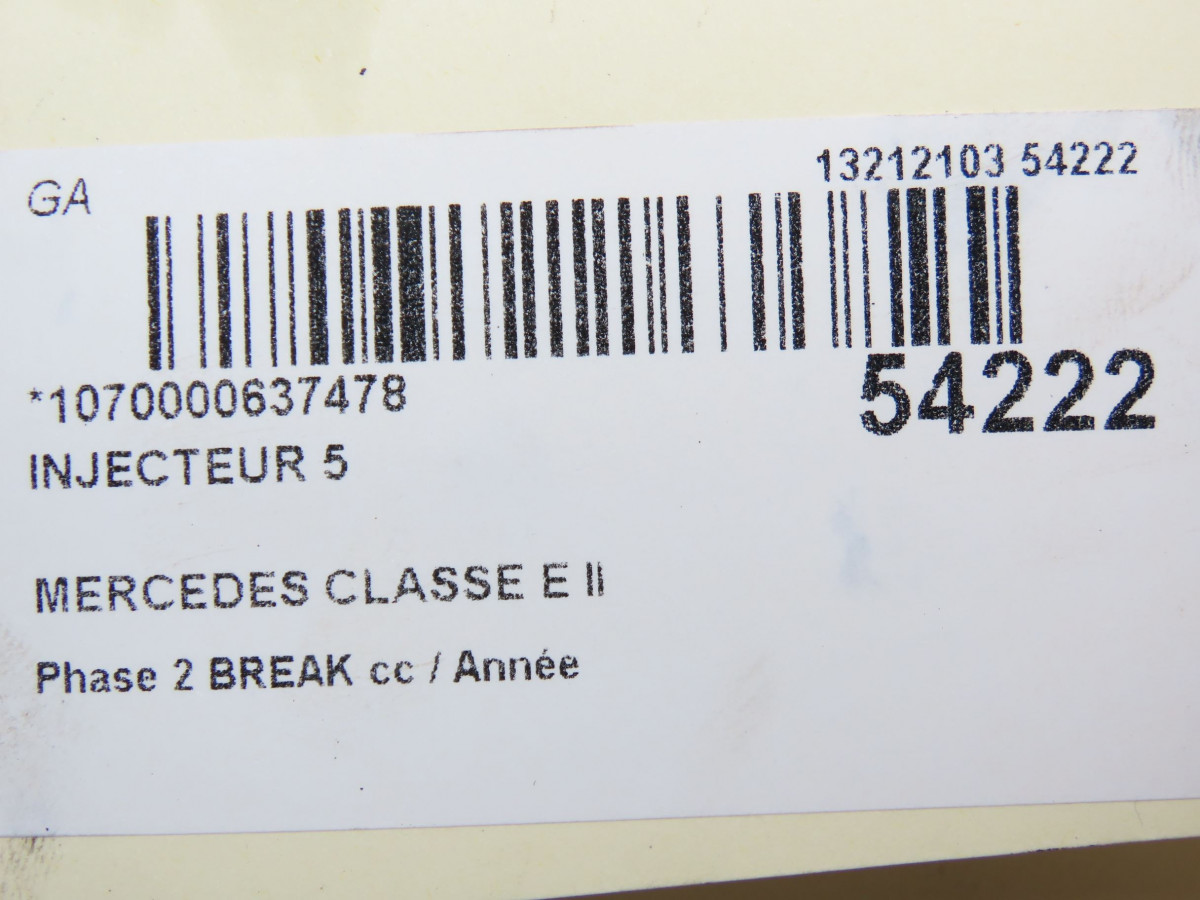 GA
13212103 54222
*1070000637478
54222
INJECTEUR 5
MERCEDES CLASSE E II
Phase 2 BREAK cc / Année